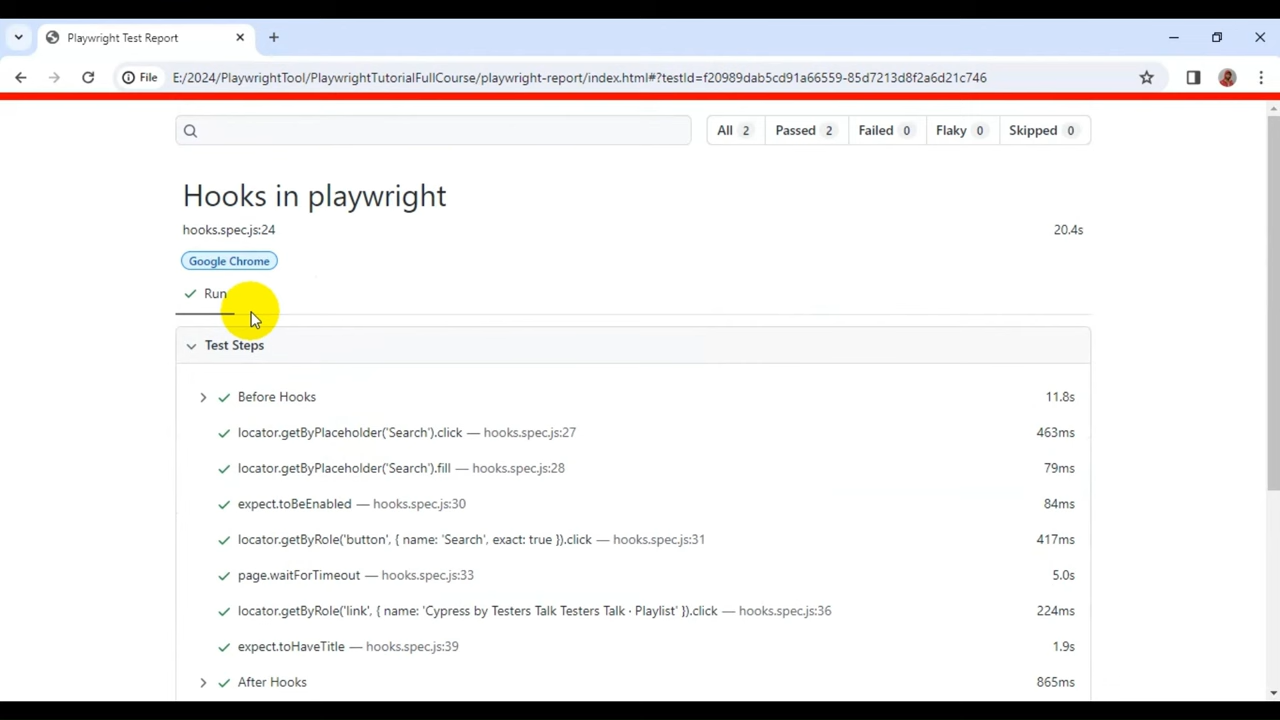 Playwright Test Report
File
E:/2024/PlaywrightTool/PlaywrightTutorialFullCourse/playwright-report/index.html#?testId=f20989dab5cd91a66559-85d7213d8f2a6d21c746
All 2 Passed 2 Failed 0 Flaky 0 Skipped 0
Hooks in playwright
hooks.spec.js:24 20.4s
Google Chrome
Run
Test Steps
Before Hooks 11.8s
locator.getByPlaceholder('Search').click — hooks.spec.js:27 463ms
locator.getByPlaceholder('Search').fill — hooks.spec.js:28 79ms
expect.toBeEnabled — hooks.spec.js:30 84ms
locator.getByRole('button', { name: 'Search', exact: true }).click — hooks.spec.js:31 417ms
page.waitForTimeout — hooks.spec.js:33 5.0s
locator.getByRole('link', { name: 'Cypress by Testers Talk Testers Talk · Playlist' }).click — hooks.spec.js:36 224ms
expect.toHaveTitle — hooks.spec.js:39 1.9s
After Hooks 865ms